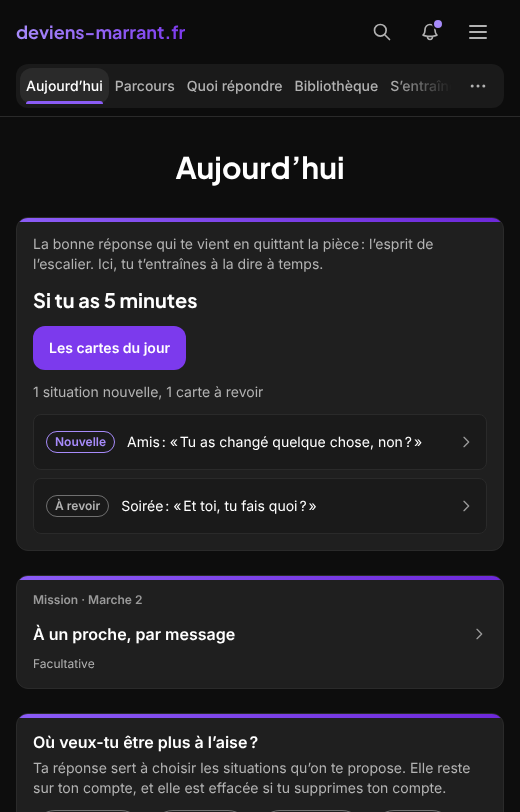 deviens-marrant.fr
Aujourd’hui Parcours Quoi répondre Bibliothèque S’entraîn
Aujourd’hui
La bonne réponse qui te vient en quittant la pièce : l’esprit de
l’escalier. Ici, tu t’entraînes à la dire à temps.
Si tu as 5 minutes
Les cartes du jour
1 situation nouvelle, 1 carte à revoir
Nouvelle Amis : « Tu as changé quelque chose, non ? »
À revoir Soirée : « Et toi, tu fais quoi ? »
Mission · Marche 2
À un proche, par message
Facultative
Où veux-tu être plus à l’aise ?
Ta réponse sert à choisir les situations qu’on te propose. Elle reste
sur ton compte, et elle est effacée si tu supprimes ton compte.